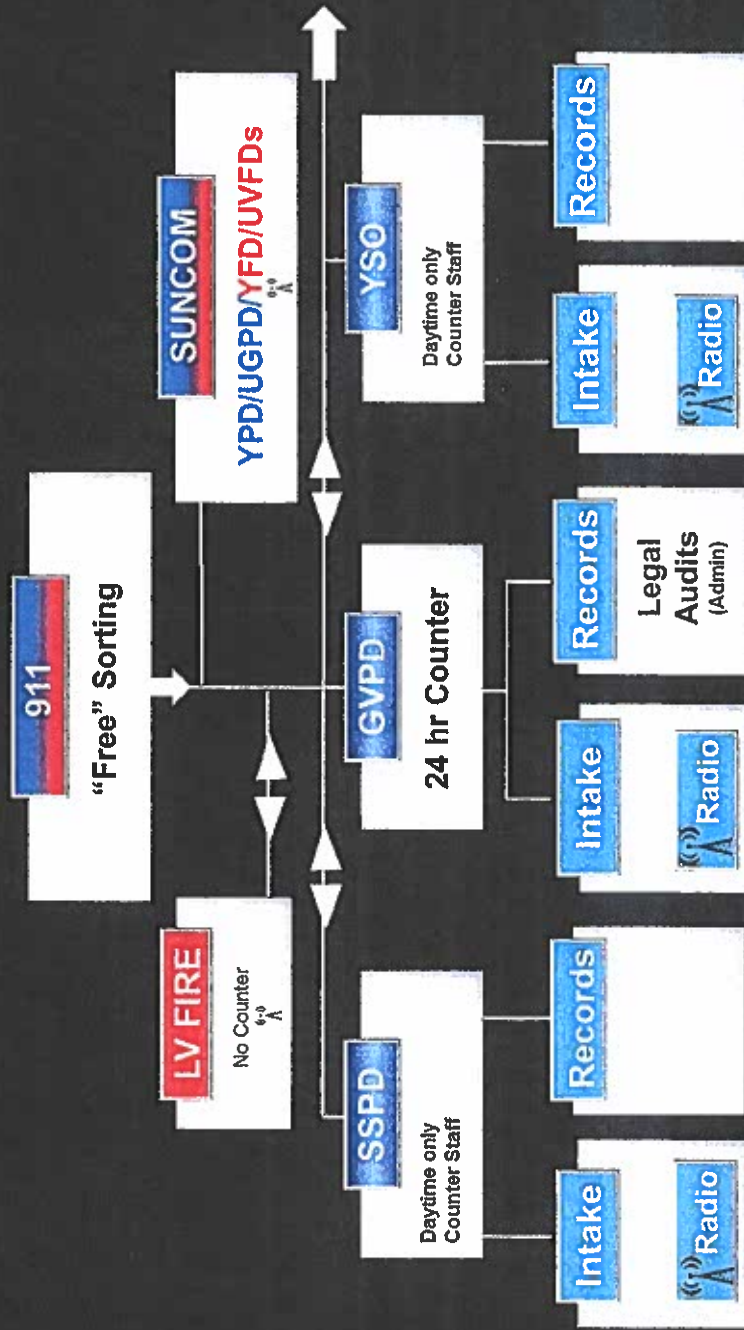 911
“Free” Sorting
LV FIRE
No Counter
SUNCOM
YPD/UGPD/YFD/UVFDs
SSPD
Daytime only
Counter Staff
GVPD
24 hr Counter
YSO
Daytime only
Counter Staff
Intake
Radio
Records
Intake
Radio
Records
Legal
Audits
(Admin)
Intake
Radio
Records